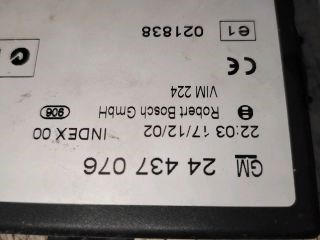 GM 24 437 076
22:03 17/12/02 INDEX 00
Robert Bosch GmbH 906
VIM 224
CE
e1 021838